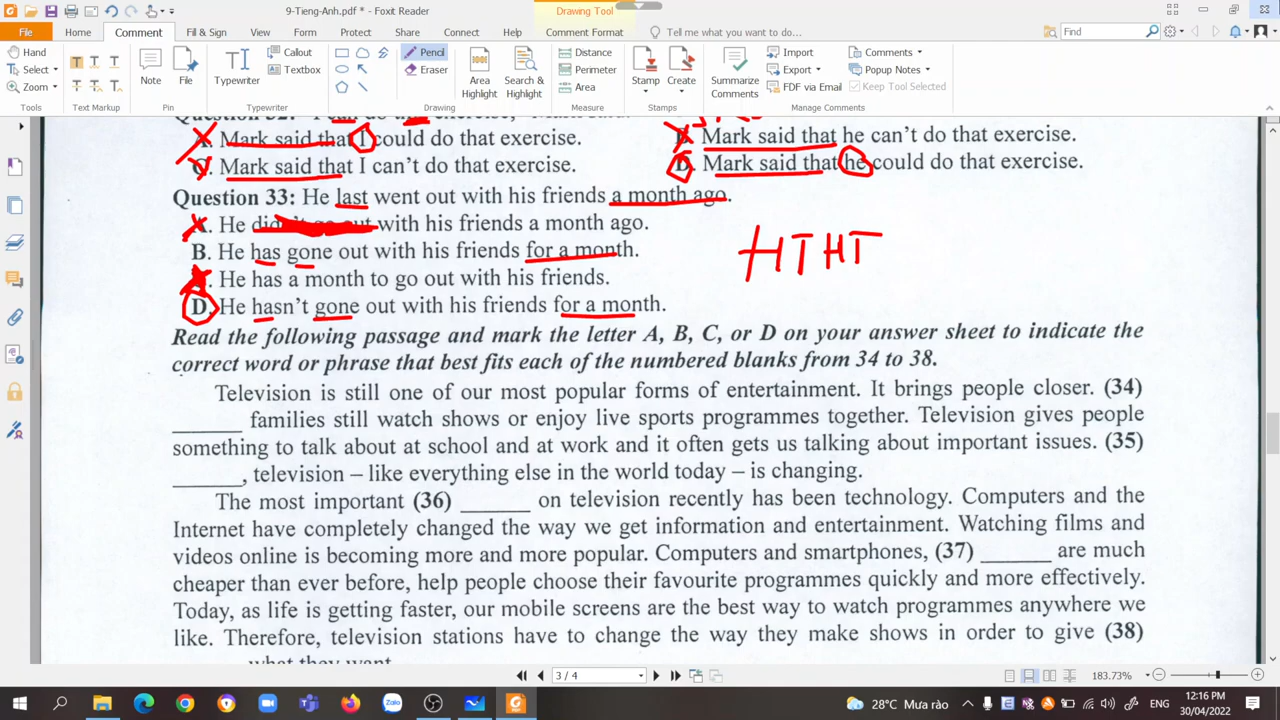 9-Tieng-Anh.pdf * - Foxit Reader
Drawing Tool
File Home Comment Fill & Sign View Form Protect Share Connect Help Comment Format Tell me what you want to do... Find
Hand
Select
Zoom
Tools
Text Markup
Note
File
Pin
Typewriter
Callout
Textbox
Typewriter
Pencil
Eraser
Drawing
Area Highlight
Search & Highlight
Distance
Perimeter
Area
Measure
Stamp
Create
Stamps
Summarize Comments
Import
Export
FDF via Email
Comments
Popup Notes
Keep Tool Selected
Manage Comments
A. Mark said that I could do that exercise. B. Mark said that he can't do that exercise.
C. Mark said that I can't do that exercise. D. Mark said that he could do that exercise.
Question 33: He last went out with his friends a month ago.
A. He didn't go out with his friends a month ago.
B. He has gone out with his friends for a month.
He has a month to go out with his friends.
D. He hasn't gone out with his friends for a month.
HTHT
Read the following passage and mark the letter A, B, C, or D on your answer sheet to indicate the
correct word or phrase that best fits each of the numbered blanks from 34 to 38.
Television is still one of our most popular forms of entertainment. It brings people closer. (34)
______ families still watch shows or enjoy live sports programmes together. Television gives people
something to talk about at school and at work and it often gets us talking about important issues. (35)
______, television – like everything else in the world today – is changing.
The most important (36) ______ on television recently has been technology. Computers and the
Internet have completely changed the way we get information and entertainment. Watching films and
videos online is becoming more and more popular. Computers and smartphones, (37) ______ are much
cheaper than ever before, help people choose their favourite programmes quickly and more effectively.
Today, as life is getting faster, our mobile screens are the best way to watch programmes anywhere we
like. Therefore, television stations have to change the way they make shows in order to give (38)
what they want.
3 / 4
183.73%
Zalo
28°C Mưa rào
ENG
12:16 PM
30/04/2022